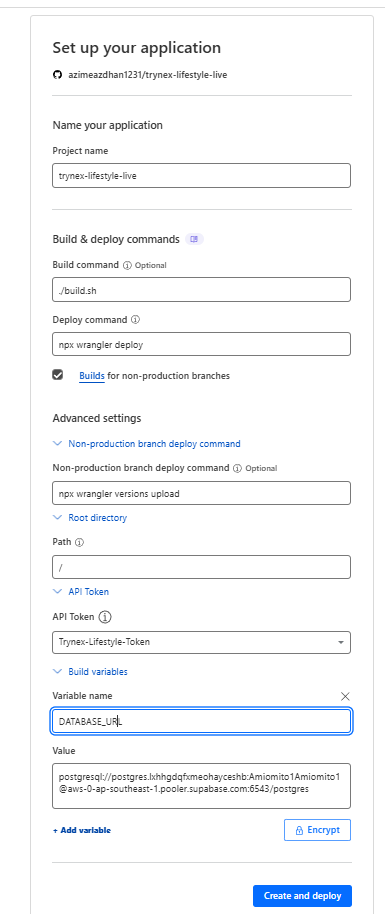 Set up your application
azimeazdhan1231/trynex-lifestyle-live
Name your application
Project name
trynex-lifestyle-live
Build & deploy commands
Build command Optional
./build.sh
Deploy command
npx wrangler deploy
Builds for non-production branches
Advanced settings
Non-production branch deploy command
Non-production branch deploy command Optional
npx wrangler versions upload
Root directory
Path
/
API Token
API Token
Trynex-Lifestyle-Token
Build variables
Variable name
DATABASE_URL
Value
postgresql://postgres.lxhhgdqfxmeohayceshb:Amiomito1Amiomito1
@aws-0-ap-southeast-1.pooler.supabase.com:6543/postgres
+ Add variable
Encrypt
Create and deploy